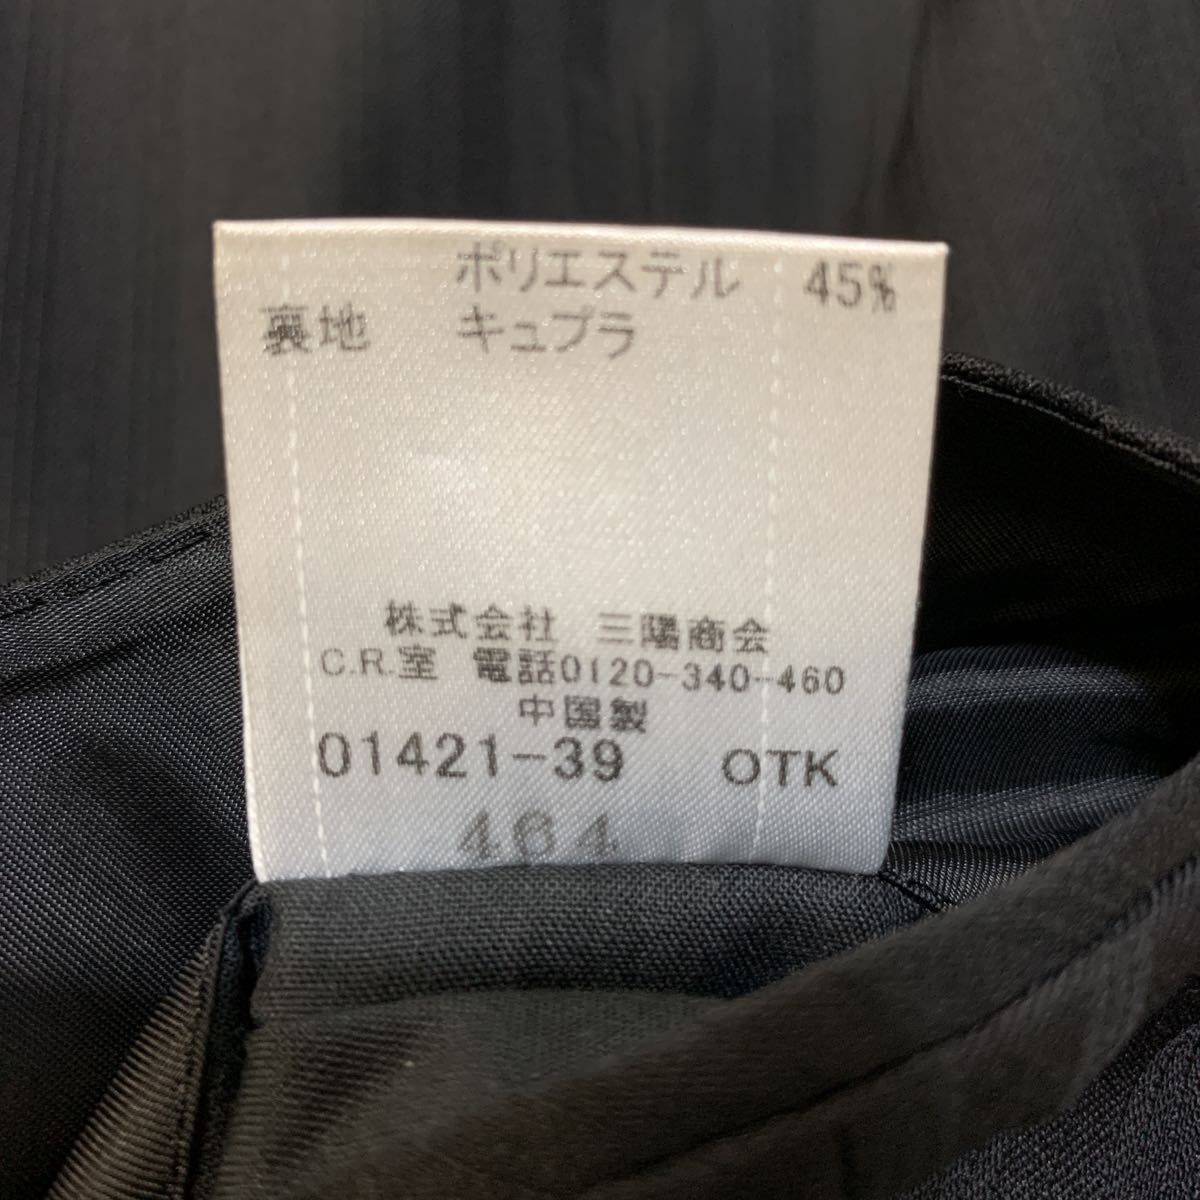 ポリエステル 45%
裏地 キュプラ
株式会社 三陽商会
C.R.室 電話0120-340-460
中国製
01421-39 OTK
464